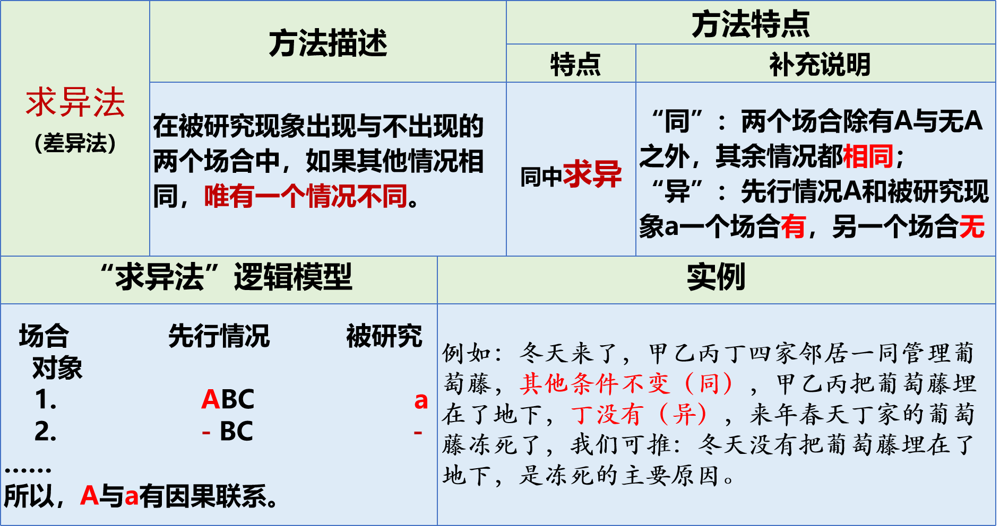 求异法
（差异法）
方法描述
方法特点
特点
补充说明
在被研究现象出现与不出现的
两个场合中，如果其他情况相
同，唯有一个情况不同。
同中求异
“同”：两个场合除有A与无A
之外，其余情况都相同；
“异”：先行情况A和被研究现
象a一个场合有，另一个场合无
“求异法”逻辑模型
实例
场合 先行情况 被研究
对象
1. ABC a
2. - BC -
……
所以，A与a有因果联系。
例如：冬天来了，甲乙丙丁四家邻居一同管理葡
萄藤，其他条件不变（同），甲乙丙把葡萄藤埋
在了地下，丁没有（异），来年春天丁家的葡萄
藤冻死了，我们可推：冬天没有把葡萄藤埋在了
地下，是冻死的主要原因。